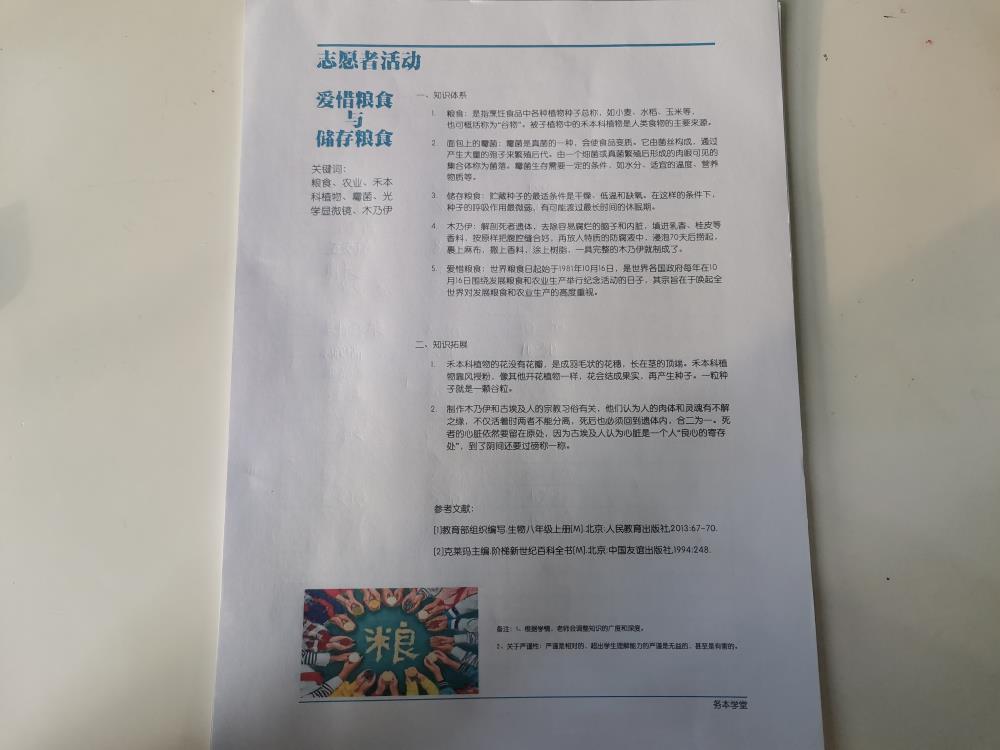 志愿者活动
爱惜粮食
与
储存粮食
关键词：
粮食、农业、禾本
科植物、霉菌、光
学显微镜、木乃伊
一、知识体系
1. 粮食：是指烹饪食品中各种植物种子总称，如小麦、水稻、玉米等，
也可概括称为“谷物”。被子植物中的禾本科植物是人类食物的主要来源。
2. 面包上的霉菌：霉菌是真菌的一种，会使食品变质。它由菌丝构成，通过
产生大量的孢子来繁殖后代。由一个细菌或真菌繁殖后形成的肉眼可见的
集合体称为菌落。霉菌生存需要一定的条件，如水分、适宜的温度、营养
物质等。
3. 储存粮食：贮藏种子的最适条件是干燥、低温和缺氧。在这样的条件下，
种子的呼吸作用最微弱，有可能渡过最长时间的休眠期。
4. 木乃伊：解剖死者遗体，去除容易腐烂的脑子和内脏，填进乳香、桂皮等
香料，按原样把腹腔缝合好，再放入特质的防腐液中，浸泡70天后捞起，
裹上麻布，撒上香料，涂上树脂，一具完整的木乃伊就制成了。
5. 爱惜粮食：世界粮食日起始于1981年10月16日，是世界各国政府每年在10
月16日围绕发展粮食和农业生产举行纪念活动的日子，其宗旨在于唤起全
世界对发展粮食和农业生产的高度重视。
二、知识拓展
1. 禾本科植物的花没有花瓣，是成羽毛状的花穗，长在茎的顶端。禾本科植
物靠风授粉，像其他开花植物一样，花会结成果实，再产生种子。一粒种
子就是一颗谷粒。
2. 制作木乃伊和古埃及人的宗教习俗有关，他们认为人的肉体和灵魂有不解
之缘，不仅活着时两者不能分离，死后也必须回到遗体内，合二为一。死
者的心脏依然要留在原处，因为古埃及人认为心脏是一个人“良心的寄存
处”，到了阴间还要过磅称一称。
参考文献：
[1]教育部组织编写.生物八年级上册[M].北京:人民教育出版社,2013:67-70.
[2]克莱玛主编.阶梯新世纪百科全书[M].北京:中国友谊出版社,1994:248.
粮
备注：1、根据学情，老师会调整知识的广度和深度。
2、关于严谨性：严谨是相对的，超出学生理解能力的严谨是无益的，甚至是有害的。
务本学堂